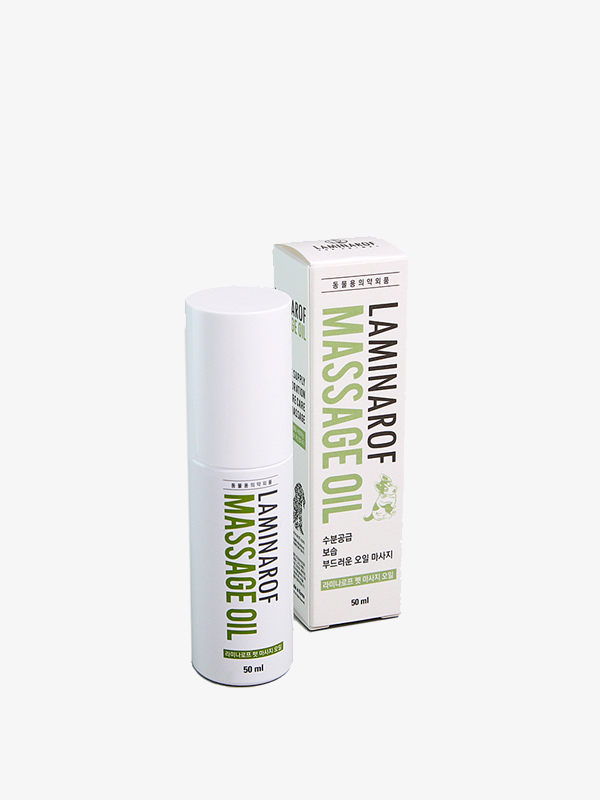 LAMINAROF
동물용의약외품
LAMINAROF
MASSAGE OIL
수분공급
보습
부드러운 오일 마사지
라미나로프 펫 마사지 오일
50 ml
동물용의약외품
LAMINAROF
MASSAGE OIL
라미나로프 펫 마사지 오일
50 ml